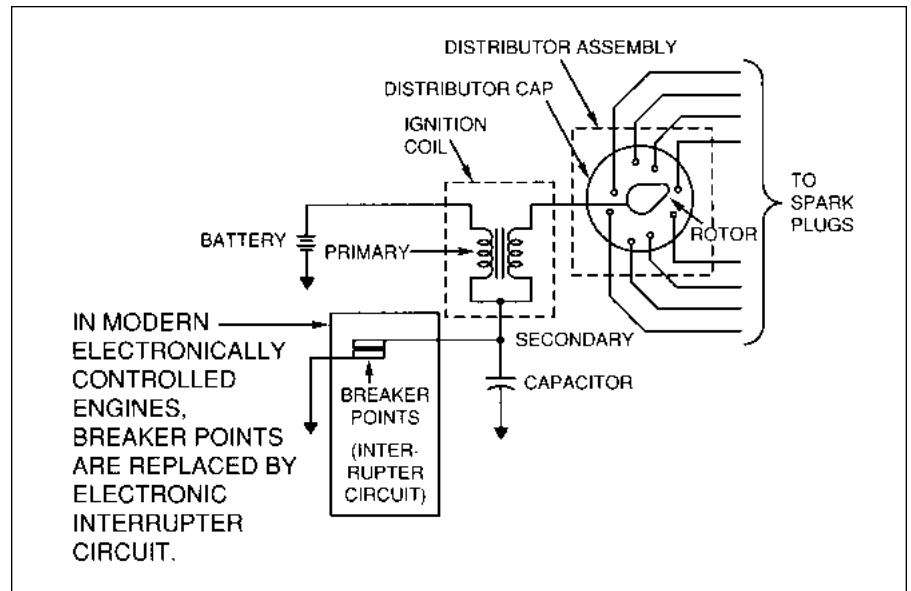 DISTRIBUTOR ASSEMBLY
DISTRIBUTOR CAP
IGNITION
COIL
TO
SPARK
PLUGS
ROTOR
BATTERY
PRIMARY
SECONDARY
CAPACITOR
IN MODERN
ELECTRONICALLY
CONTROLLED
ENGINES,
BREAKER POINTS
ARE REPLACED BY
ELECTRONIC
INTERRUPTER
CIRCUIT.
BREAKER
POINTS
(INTER-
RUPTER
CIRCUIT)